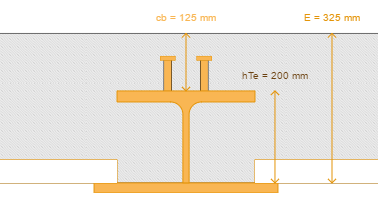 cb = 125 mm
E = 325 mm
hTe = 200 mm